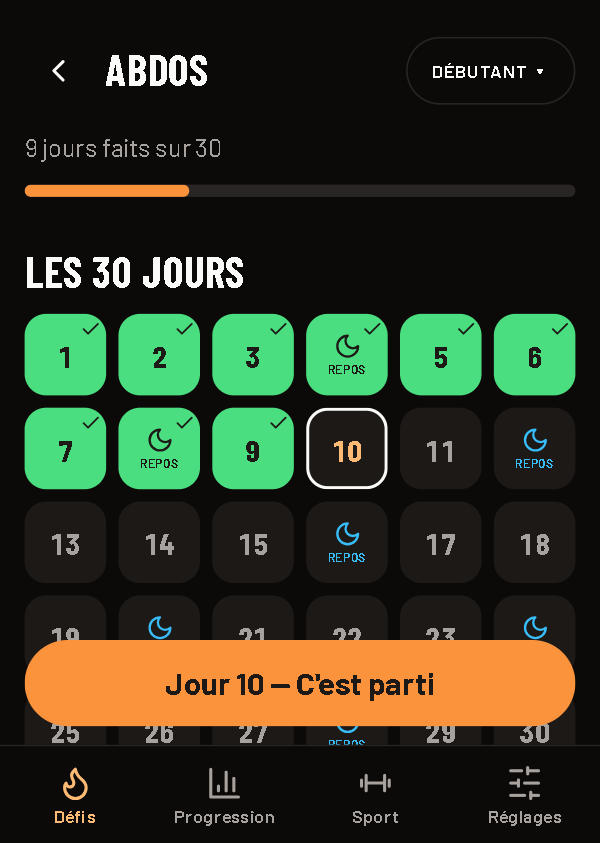 ABDOS
DÉBUTANT ▾
9 jours faits sur 30
LES 30 JOURS
1 2 3 REPOS 5 6
7 REPOS 9 10 11 REPOS
13 14 15 REPOS 17 18
19 21 22 23
Jour 10 — C'est parti
25 26 27 REPOS 29 30
Défis Progression Sport Réglages